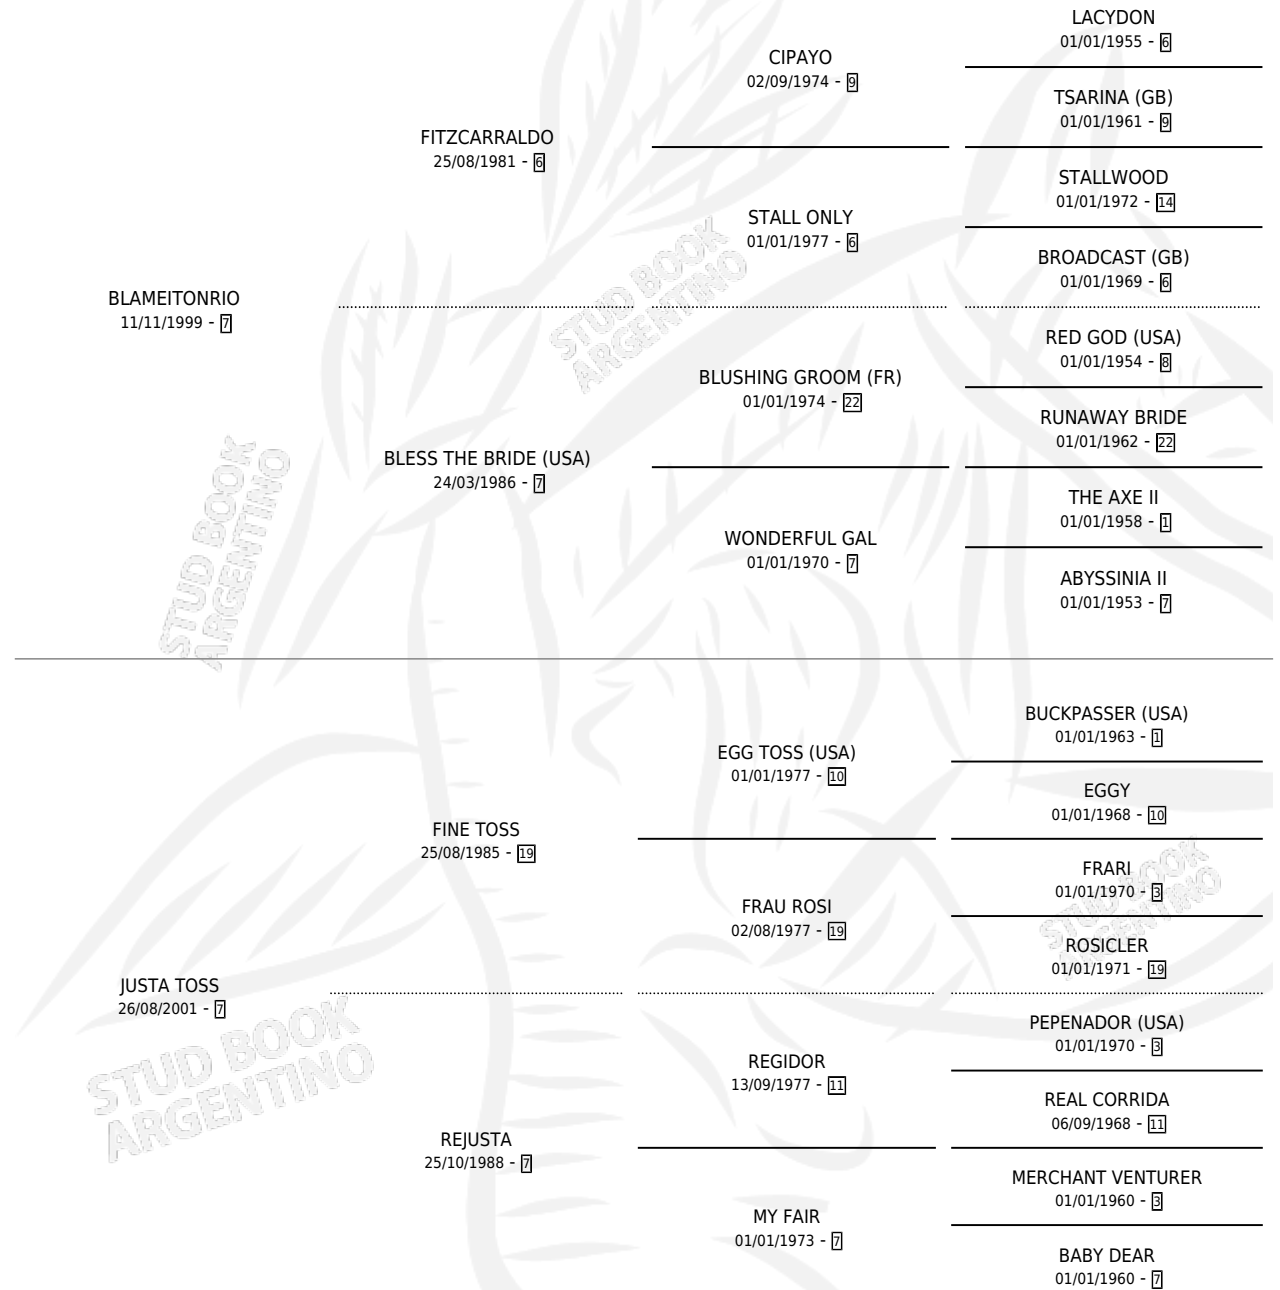 LACYDON
01/01/1955 - 6
CIPAYO
02/09/1974 - 9
TSARINA (GB)
01/01/1961 - 9
FITZCARRALDO
25/08/1981 - 6
STALLWOOD
01/01/1972 - 14
STALL ONLY
01/01/1977 - 6
BROADCAST (GB)
01/01/1969 - 6
BLAMEITONRIO
11/11/1999 - 7
RED GOD (USA)
01/01/1954 - 8
BLUSHING GROOM (FR)
01/01/1974 - 22
RUNAWAY BRIDE
01/01/1962 - 22
BLESS THE BRIDE (USA)
24/03/1986 - 7
THE AXE II
01/01/1958 - 1
WONDERFUL GAL
01/01/1970 - 7
ABYSSINIA II
01/01/1953 - 7
BUCKPASSER (USA)
01/01/1963 - 1
EGG TOSS (USA)
01/01/1977 - 10
EGGY
01/01/1968 - 10
FINE TOSS
25/08/1985 - 19
FRARI
01/01/1970 - 3
FRAU ROSI
02/08/1977 - 19
ROSICLER
01/01/1971 - 19
JUSTA TOSS
26/08/2001 - 7
PEPENADOR (USA)
01/01/1970 - 3
REGIDOR
13/09/1977 - 11
REAL CORRIDA
06/09/1968 - 11
REJUSTA
25/10/1988 - 7
MERCHANT VENTURER
01/01/1960 - 3
MY FAIR
01/01/1973 - 7
BABY DEAR
01/01/1960 - 7
STUD BOOK
ARGENTINO
STUD BOOK
ARGENTINO
STUD BOOK
ARGENTINO
STUD BOOK
ARGENTINO